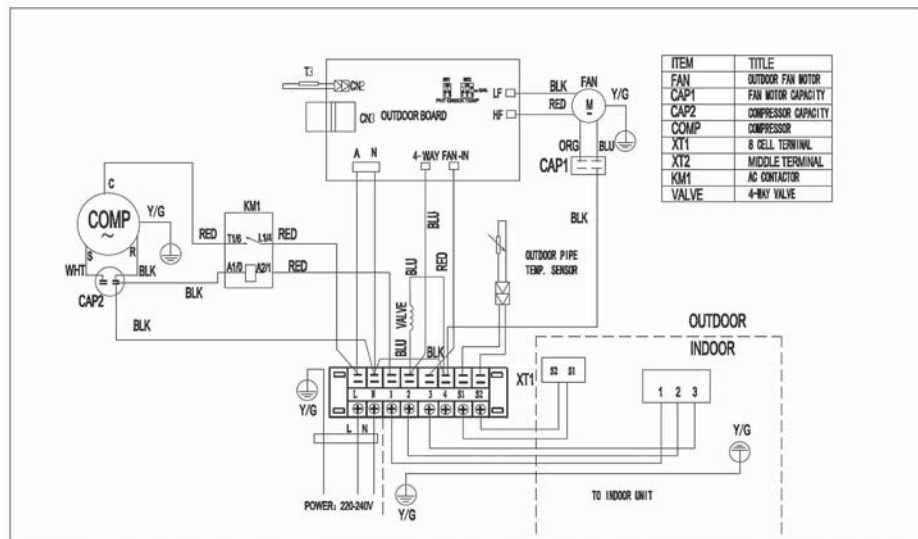 T3
CN2
CN3 OUTDOOR BOARD
LF
HF
A N
4-WAY FAN-IN
BLK
RED
FAN
M
~
Y/G
ORG
BLU
CAP1
BLK
ITEM TITLE
FAN OUTDOOR FAN MOTOR
CAP1 FAN MOTOR CAPACITY
CAP2 COMPRESSOR CAPACITY
COMP COMPRESSOR
XT1 8 CELL TERMINAL
XT2 MIDDLE TERMINAL
KM1 AC CONTACTOR
VALVE 4-WAY VALVE
C
COMP
~
S
R
Y/G
WHT
BLK
CAP2
BLK
BLK
RED
KM1
T1/6 L1/4
A1/0 A2/1
RED
RED
BLU
RED
BLU
VALVE
BLU
BLK
OUTDOOR PIPE
TEMP. SENSOR
OUTDOOR
INDOOR
XT1
S2 S1
1 2 3
L N 1 2 3 4 S1 S2
Y/G
L N
POWER: 220-240V
Y/G
Y/G
TO INDOOR UNIT